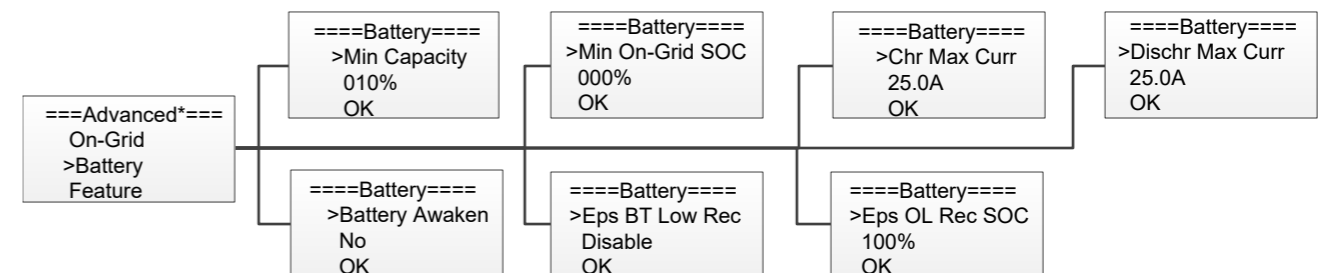 ===Advanced*===
On-Grid
>Battery
Feature
====Battery====
>Min Capacity
010%
OK
====Battery====
>Min On-Grid SOC
000%
OK
====Battery====
>Chr Max Curr
25.0A
OK
====Battery====
>Dischr Max Curr
25.0A
OK
====Battery====
>Battery Awaken
No
OK
====Battery====
>Eps BT Low Rec
Disable
OK
====Battery====
>Eps OL Rec SOC
100%
OK